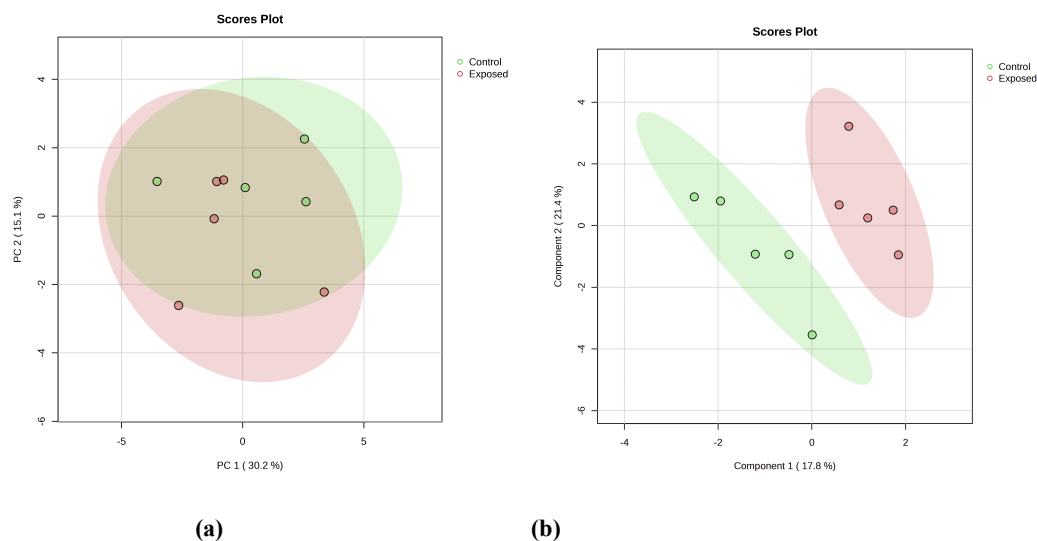 Scores Plot
Control
Exposed
PC 2 ( 15.1 %)
4
2
0
-2
-4
-6
-5
0
5
PC 1 ( 30.2 %)
(a)
Scores Plot
Control
Exposed
Component 2 ( 21.4 %)
4
2
0
-2
-4
-6
-4
-2
0
2
Component 1 ( 17.8 %)
(b)